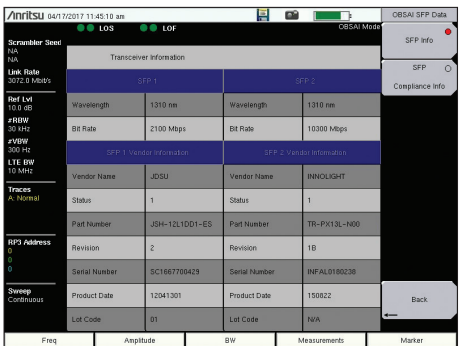 Anritsu 04/17/2017 11:45:10 am
OBSAI SFP Data
LOS
LOF
OBSAI Mode
Scrambler Seed
NA
NA
Link Rate
3072.0 Mbit/s
Ref Lvl
10.0 dB
#RBW
30 kHz
#VBW
300 Hz
LTE BW
10 MHz
Traces
A: Normal
RP3 Address
0
0
0
Sweep
Continuous
Transceiver Information
SFP 1 SFP 2
Wavelength 1310 nm Wavelength 1310 nm
Bit Rate 2100 Mbps Bit Rate 10300 Mbps
SFP 1 Vendor Information SFP 2 Vendor Information
Vendor Name JDSU Vendor Name INNOLIGHT
Status 1 Status 1
Part Number JSH-12L1DD1-ES Part Number TR-PX13L-N00
Revision 2 Revision 1B
Serial Number SC1667700429 Serial Number INFAL0180238
Product Date 12041301 Product Date 150822
Lot Code 01 Lot Code N/A
SFP Info
SFP
Compliance Info
Back
Freq Amplitude BW Measurements Marker